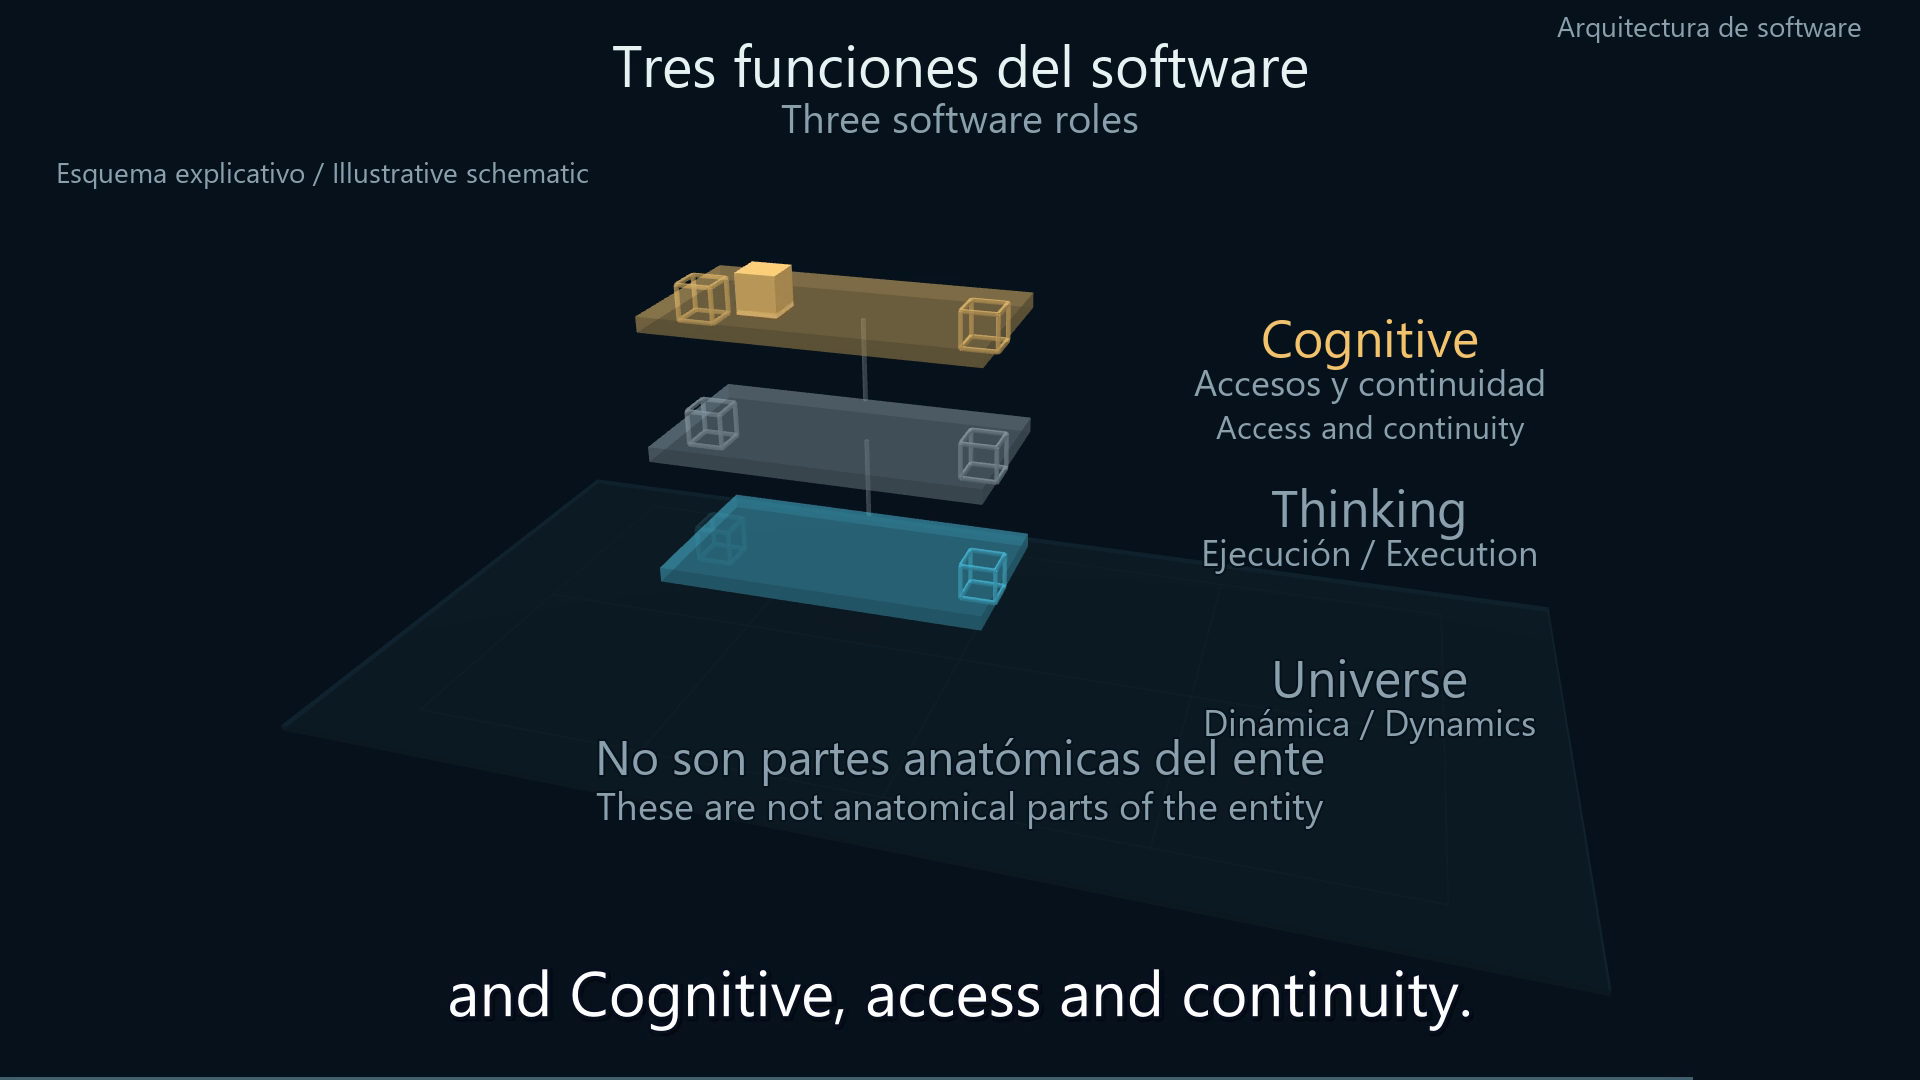 Arquitectura de software
Tres funciones del software
Three software roles
Esquema explicativo / Illustrative schematic
Cognitive
Accesos y continuidad
Access and continuity
Thinking
Ejecución / Execution
Universe
Dinámica / Dynamics
No son partes anatómicas del ente
These are not anatomical parts of the entity
and Cognitive, access and continuity.